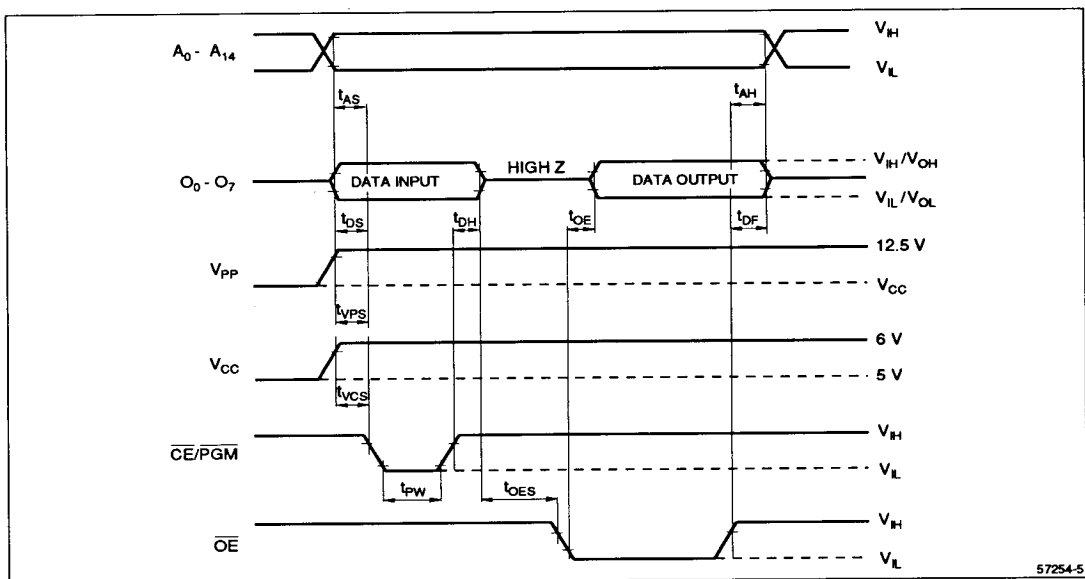 A0 - A14
VIH
VIL
tAS
tAH
O0 - O7
DATA INPUT
HIGH Z
DATA OUTPUT
VIH/VOH
VIL/VOL
tDS
tDH
tOE
tDF
VPP
12.5 V
VCC
tVPS
VCC
6 V
5 V
tVCS
CE/PGM
VIH
VIL
tPW
tOES
OE
VIH
VIL
57254-5